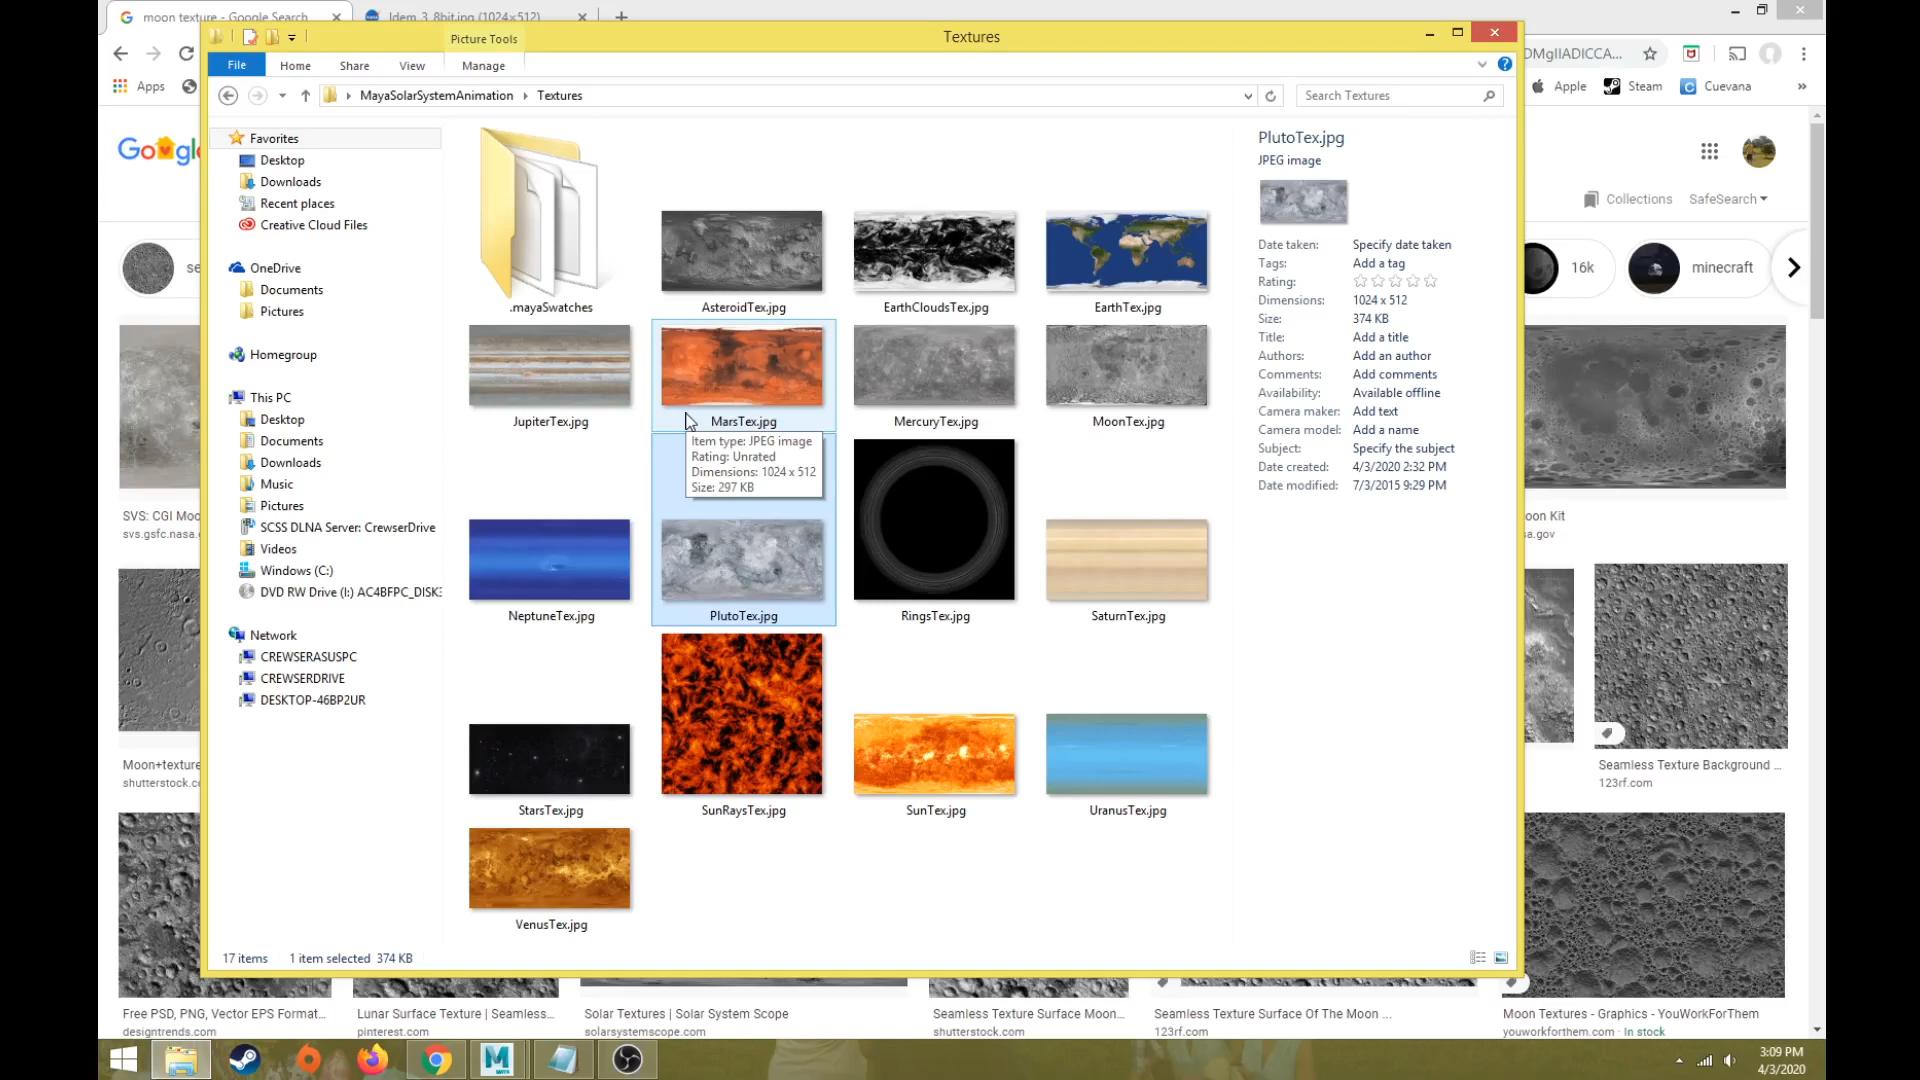 moon texture - Google Search
ldem_3_8bit.jpg (1024×512)
Picture Tools
Textures
File
Home
Share
View
Manage
MayaSolarSystemAnimation
Textures
Search Textures
DMgIIADICCA...
Apps
Apple
Steam
Cuevana
»
Favorites
Desktop
Downloads
Recent places
Creative Cloud Files
OneDrive
Documents
Pictures
Homegroup
This PC
Desktop
Documents
Downloads
Music
Pictures
SCSS DLNA Server: CrewserDrive
Videos
Windows (C:)
DVD RW Drive (I:) AC4BFPC_DISK
Network
CREWSERASUSPC
CREWSERDRIVE
DESKTOP-46BP2UR
.mayaSwatches
AsteroidTex.jpg
EarthCloudsTex.jpg
EarthTex.jpg
JupiterTex.jpg
MarsTex.jpg
MercuryTex.jpg
MoonTex.jpg
Item type: JPEG image
Rating: Unrated
Dimensions: 1024 x 512
Size: 297 KB
NeptuneTex.jpg
PlutoTex.jpg
RingsTex.jpg
SaturnTex.jpg
StarsTex.jpg
SunRaysTex.jpg
SunTex.jpg
UranusTex.jpg
VenusTex.jpg
PlutoTex.jpg
JPEG image
Date taken: Specify date taken
Tags: Add a tag
Rating:
Dimensions: 1024 x 512
Size: 374 KB
Title: Add a title
Authors: Add an author
Comments: Add comments
Availability: Available offline
Camera maker: Add text
Camera model: Add a name
Subject: Specify the subject
Date created: 4/3/2020 2:32 PM
Date modified: 7/3/2015 9:29 PM
17 items
1 item selected 374 KB
Google
Collections
SafeSearch
se
16k
minecraft
SVS: CGI Moo
svs.gsfc.nasa.
oon Kit
sa.gov
Moon+texture
shutterstock.c
Seamless Texture Background ...
123rf.com
Free PSD, PNG, Vector EPS Format...
designtrends.com
Lunar Surface Texture | Seamless...
pinterest.com
Solar Textures | Solar System Scope
solarsystemscope.com
Seamless Texture Surface Moon...
shutterstock.com
Seamless Texture Surface Of The Moon ...
123rf.com
Moon Textures - Graphics - YouWorkForThem
youworkforthem.com · In stock
MAYA
3:09 PM
4/3/2020